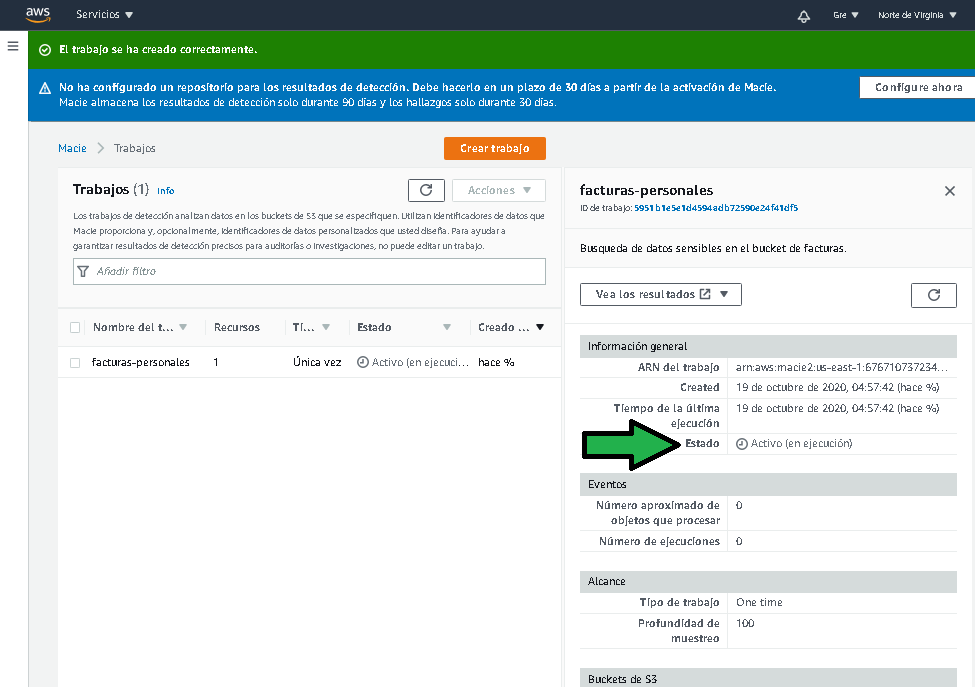 aws
Servicios
Gre
Norte de Virginia
El trabajo se ha creado correctamente.
No ha configurado un repositorio para los resultados de detección. Debe hacerlo en un plazo de 30 días a partir de la activación de Macie.
Macie almacena los resultados de detección solo durante 90 días y los hallazgos solo durante 30 días.
Configure ahora
Macie > Trabajos
Crear trabajo
Trabajos (1) Info
Acciones
Los trabajos de detección analizan datos en los buckets de S3 que se especifiquen. Utilizan identificadores de datos que
Macie proporciona y, opcionalmente, identificadores de datos personalizados que usted diseña. Para ayudar a
garantizar resultados de detección precisos para auditorías o investigaciones, no puede editar un trabajo.
Añadir filtro
Nombre del t... Recursos Ti... Estado Creado ...
facturas-personales 1 Única vez Activo (en ejecuci... hace %
facturas-personales
ID de trabajo: 5951b1e5e1d4594adb72590e24f41df5
Busqueda de datos sensibles en el bucket de facturas.
Vea los resultados
Información general
ARN del trabajo arn:aws:macie2:us-east-1:676710737234...
Created 19 de octubre de 2020, 04:57:42 (hace %)
Tiempo de la última 19 de octubre de 2020, 04:57:42 (hace %)
ejecución
Estado Activo (en ejecución)
Eventos
Número aproximado de 0
objetos que procesar
Número de ejecuciones 0
Alcance
Tipo de trabajo One time
Profundidad de 100
muestreo
Buckets de S3